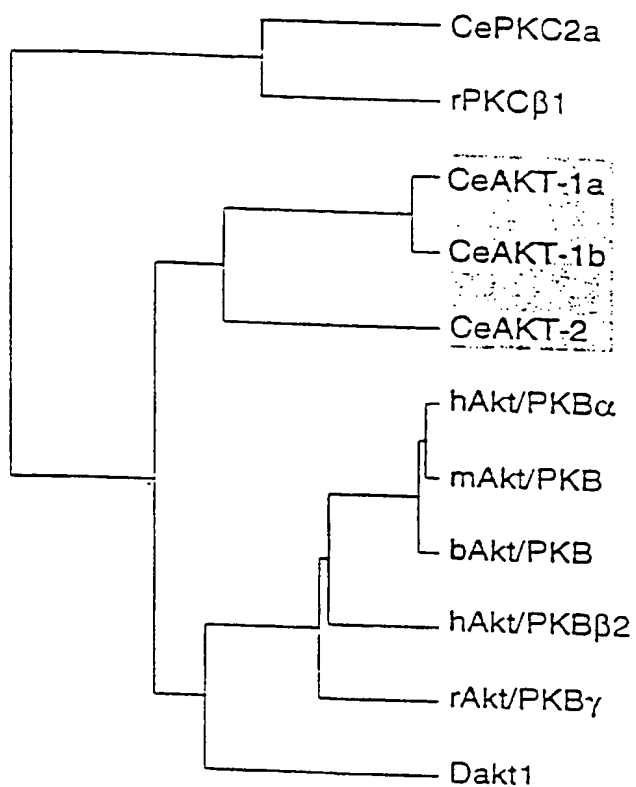 CePKC2a
rPKCβ1
CeAKT-1a
CeAKT-1b
CeAKT-2
hAkt/PKBα
mAkt/PKB
bAkt/PKB
hAkt/PKBβ2
rAkt/PKBγ
Dakt1